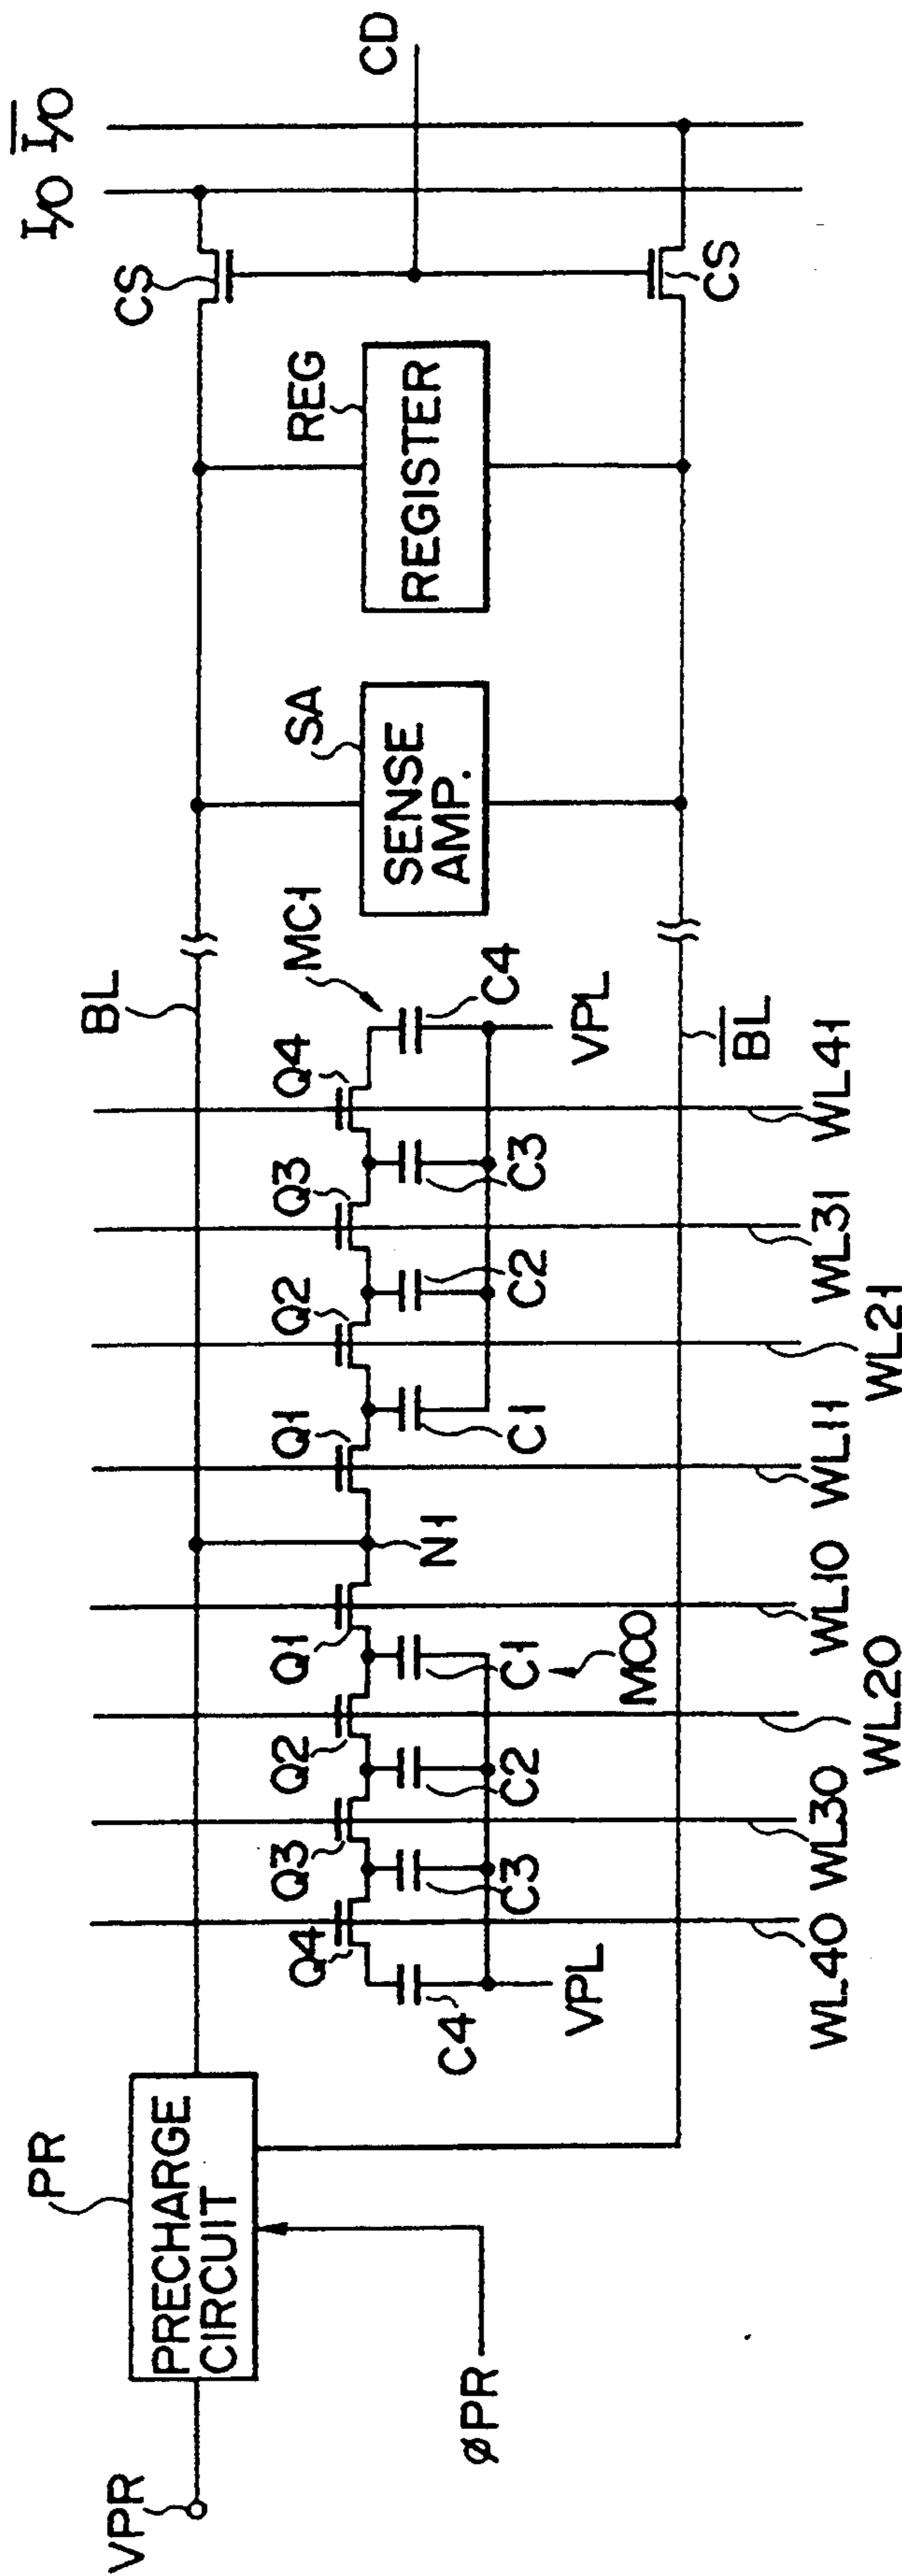 VPR
PR
PRECHARGE
CIRCUIT
øPR
BL
Q4
Q3
Q2
Q1
Q1
Q2
Q3
Q4
MC1
C4
C3
C2
C1
MC0
N1
C1
C2
C3
C4
VPL
VPL
B̅L̅
WL40
WL30
WL20
WL10
WL11
WL21
WL31
WL41
SA
SENSE
AMP.
REG
REGISTER
CS
CS
I/O
I̅/̅O̅
CD